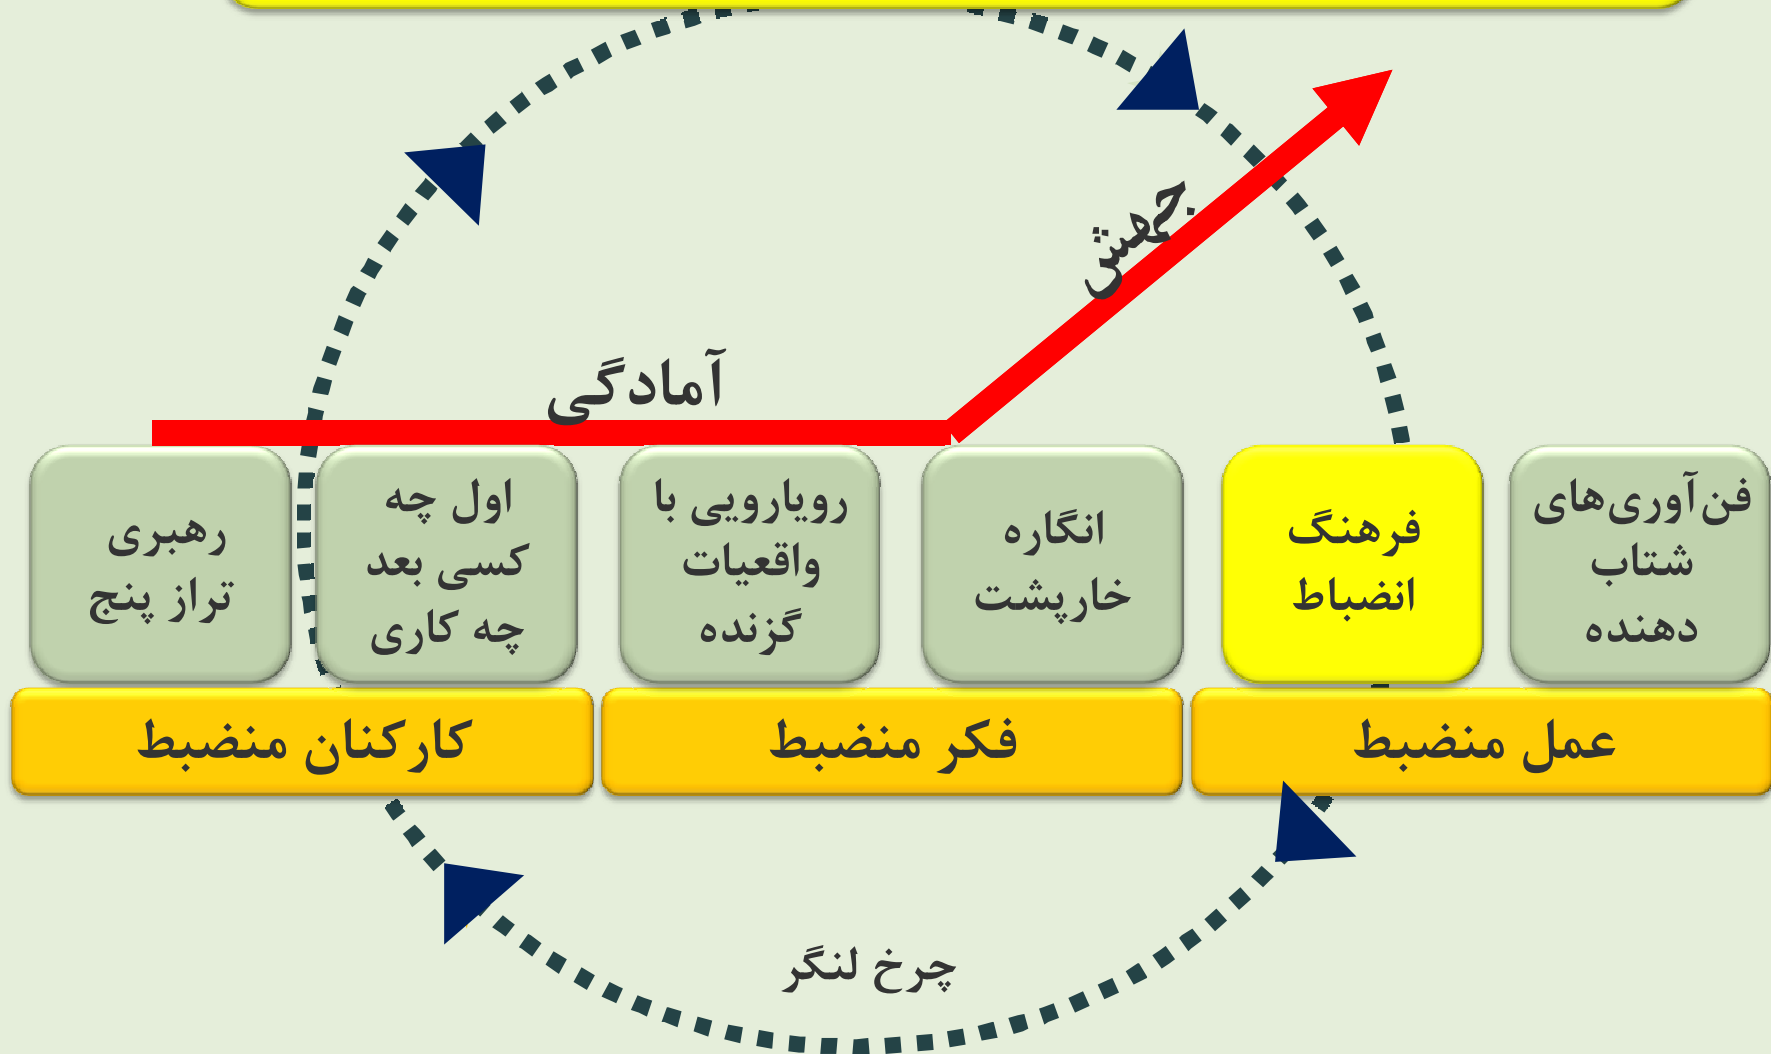 جهش
آمادگی
رهبری
تراز پنج
اول چه
کسی بعد
چه کاری
رویارویی با
واقعیات
گزنده
انگاره
خارپشت
فرهنگ
انضباط
فن‌آوری‌های
شتاب
دهنده
کارکنان منضبط
فکر منضبط
عمل منضبط
چرخ لنگر